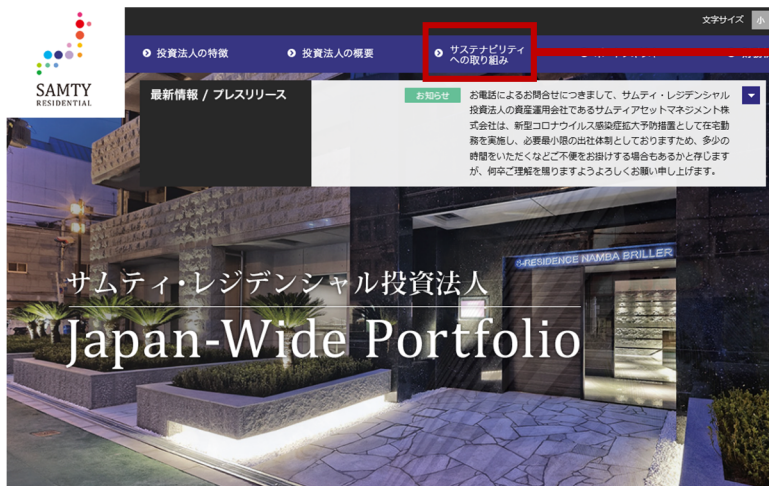 文字サイズ 小
SAMTY
RESIDENTIAL
投資法人の特徴
投資法人の概要
サステナビリティ
への取り組み
最新情報 / プレスリリース
お知らせ
お電話によるお問合せにつきまして、サムティ・レジデンシャル
投資法人の資産運用会社であるサムティアセットマネジメント株
式会社は、新型コロナウイルス感染症拡大予防措置として在宅勤
務を実施し、必要最小限の出社体制としておりますため、多少の
時間をいただくなどご不便をお掛けする場合もあるかと存じます
が、何卒ご理解を賜りますようよろしくお願い申し上げます。
S-RESIDENCE NAMBA BRILLER
サムティ・レジデンシャル投資法人
Japan-Wide Portfolio